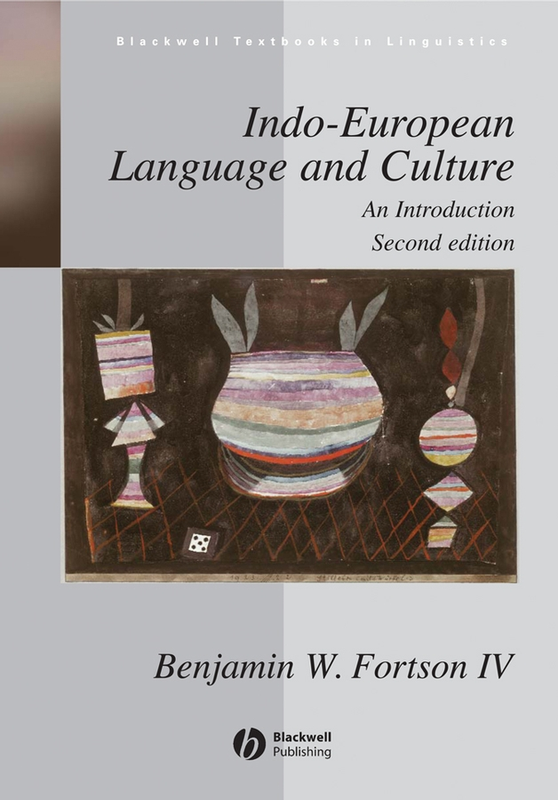 Blackwell Textbooks in Linguistics
Indo-European
Language and Culture
An Introduction
Second edition
Benjamin W. Fortson IV
Blackwell
Publishing